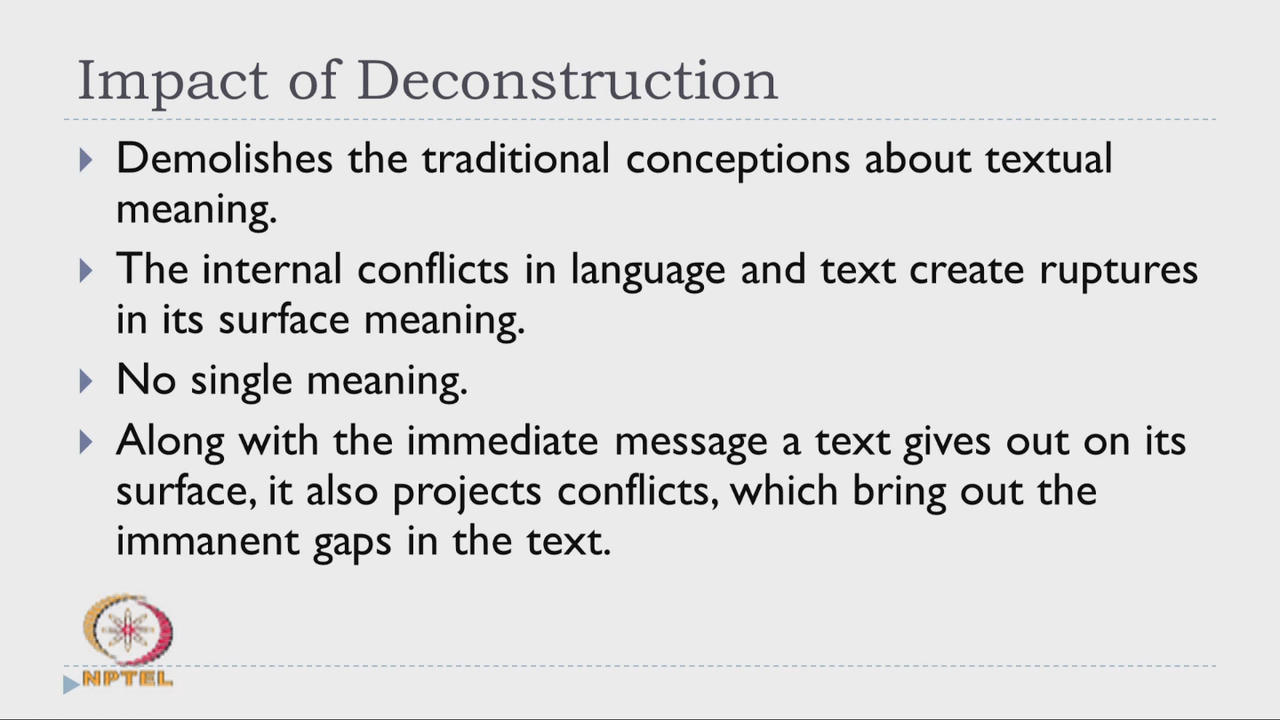 Impact of Deconstruction
Demolishes the traditional conceptions about textual
meaning.
The internal conflicts in language and text create ruptures
in its surface meaning.
No single meaning.
Along with the immediate message a text gives out on its
surface, it also projects conflicts, which bring out the
immanent gaps in the text.
NPTEL